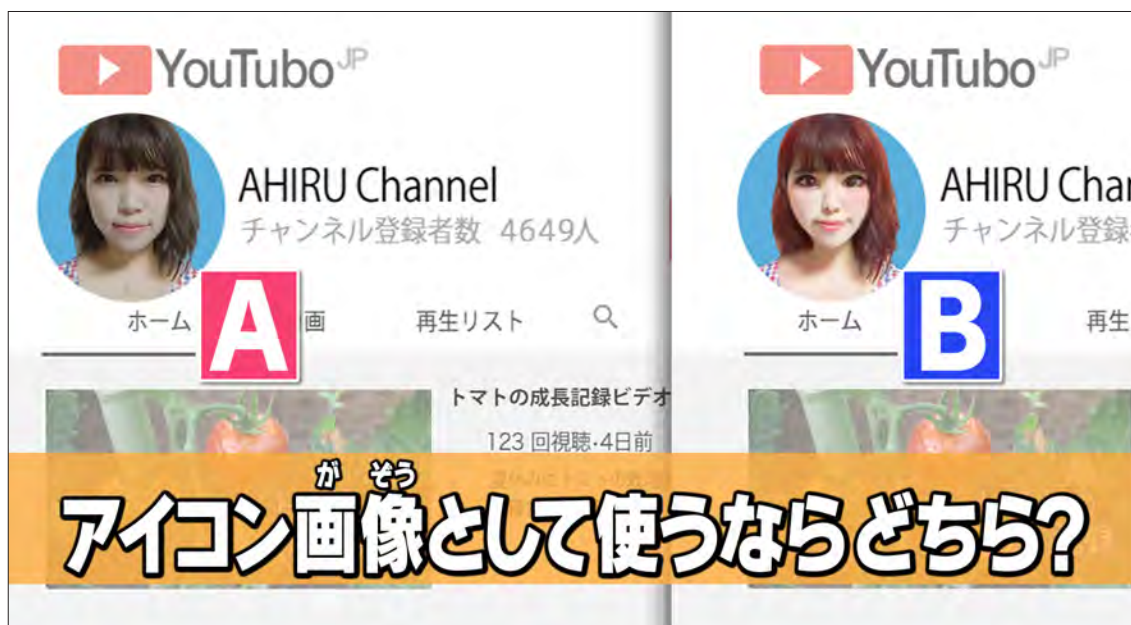 YouTubo JP
AHIRU Channel
チャンネル登録者数 4649人
ホーム
画
再生リスト
A
トマトの成長記録ビデオ
123 回視聴・4日前
YouTubo JP
AHIRU Chan
チャンネル登録
ホーム
再生
B
が ぞう
アイコン画像として使うならどちら?